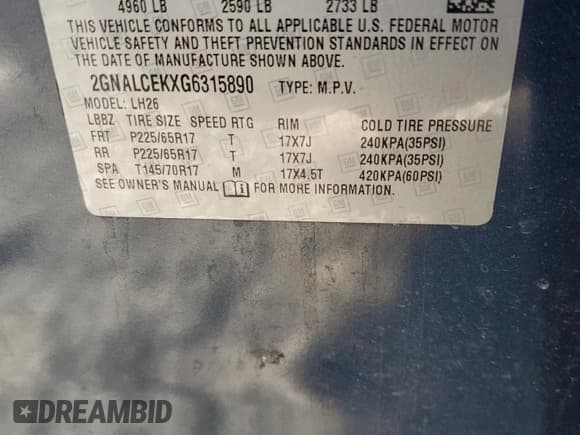 4960 LB 2590 LB 2733 LB
THIS VEHICLE CONFORMS TO ALL APPLICABLE U.S. FEDERAL MOTOR
VEHICLE SAFETY AND THEFT PREVENTION STANDARDS IN EFFECT ON
THE DATE OF MANUFACTURE SHOWN ABOVE.
2GNALCEKXG6315890 TYPE: M.P.V.
MODEL: LH26
LBBZ TIRE SIZE SPEED RTG RIM COLD TIRE PRESSURE
FRT P225/65R17 T 17X7J 240KPA(35PSI)
RR P225/65R17 T 17X7J 240KPA(35PSI)
SPA T145/70R17 M 17X4.5T 420KPA(60PSI)
SEE OWNER'S MANUAL i FOR MORE INFORMATION.
DREAMBID